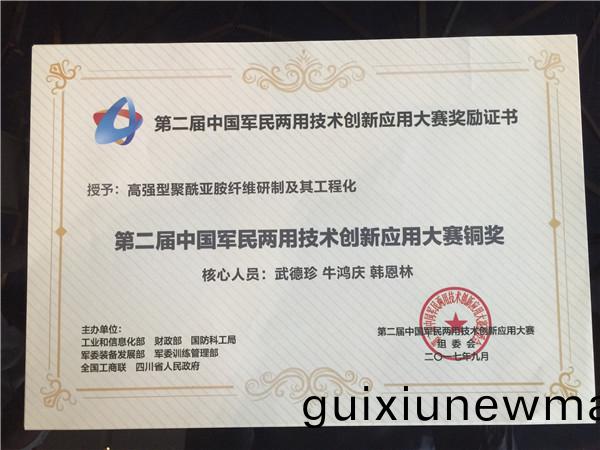 第二届中国军民两用技术创新应用大赛奖励证书
授予：高强型聚酰亚胺纤维研制及其工程化
第二届中国军民两用技术创新应用大赛铜奖
核心人员：武德珍 牛鸿庆 韩恩林
主办单位：
工业和信息化部 财政部 国防科工局
军委装备发展部 军委训练管理部
全国工商联 四川省人民政府
第二届中国军民两用技术创新应用大赛
组委会
二〇一七年九月
guixiunewma